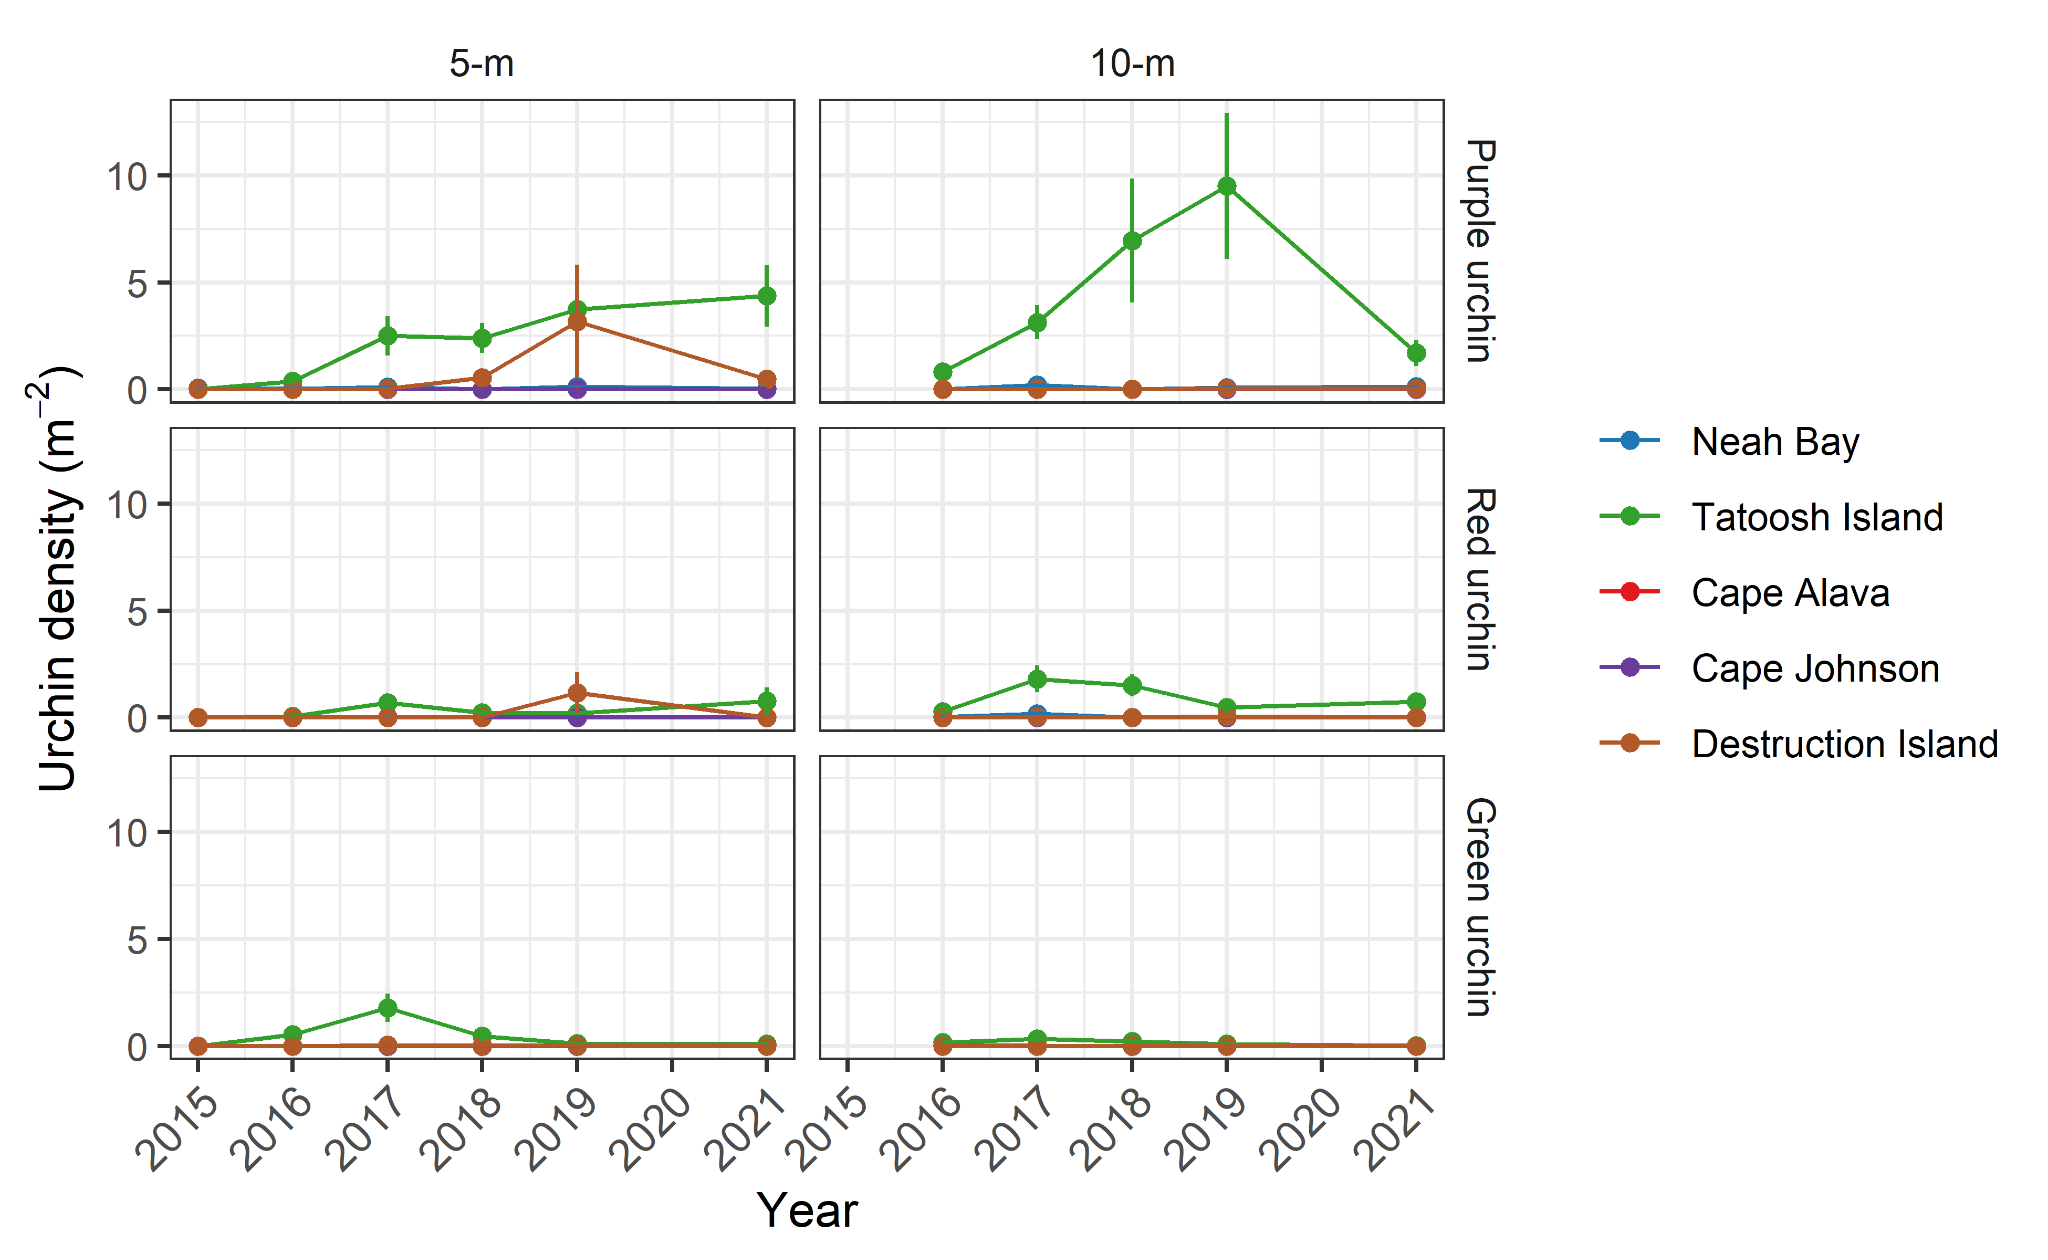 5-m 10-m
Urchin density (m⁻²)
10
5
0
Purple urchin
10
5
0
Red urchin
10
5
0
Green urchin
2015 2016 2017 2018 2019 2020 2021 2015 2016 2017 2018 2019 2020 2021
Year
Neah Bay
Tatoosh Island
Cape Alava
Cape Johnson
Destruction Island